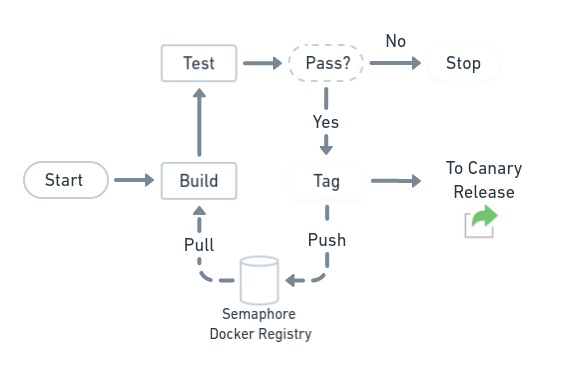 No
Test
Pass?
Stop
Yes
Start
Build
Tag
To Canary
Release
Pull
Push
Semaphore
Docker Registry